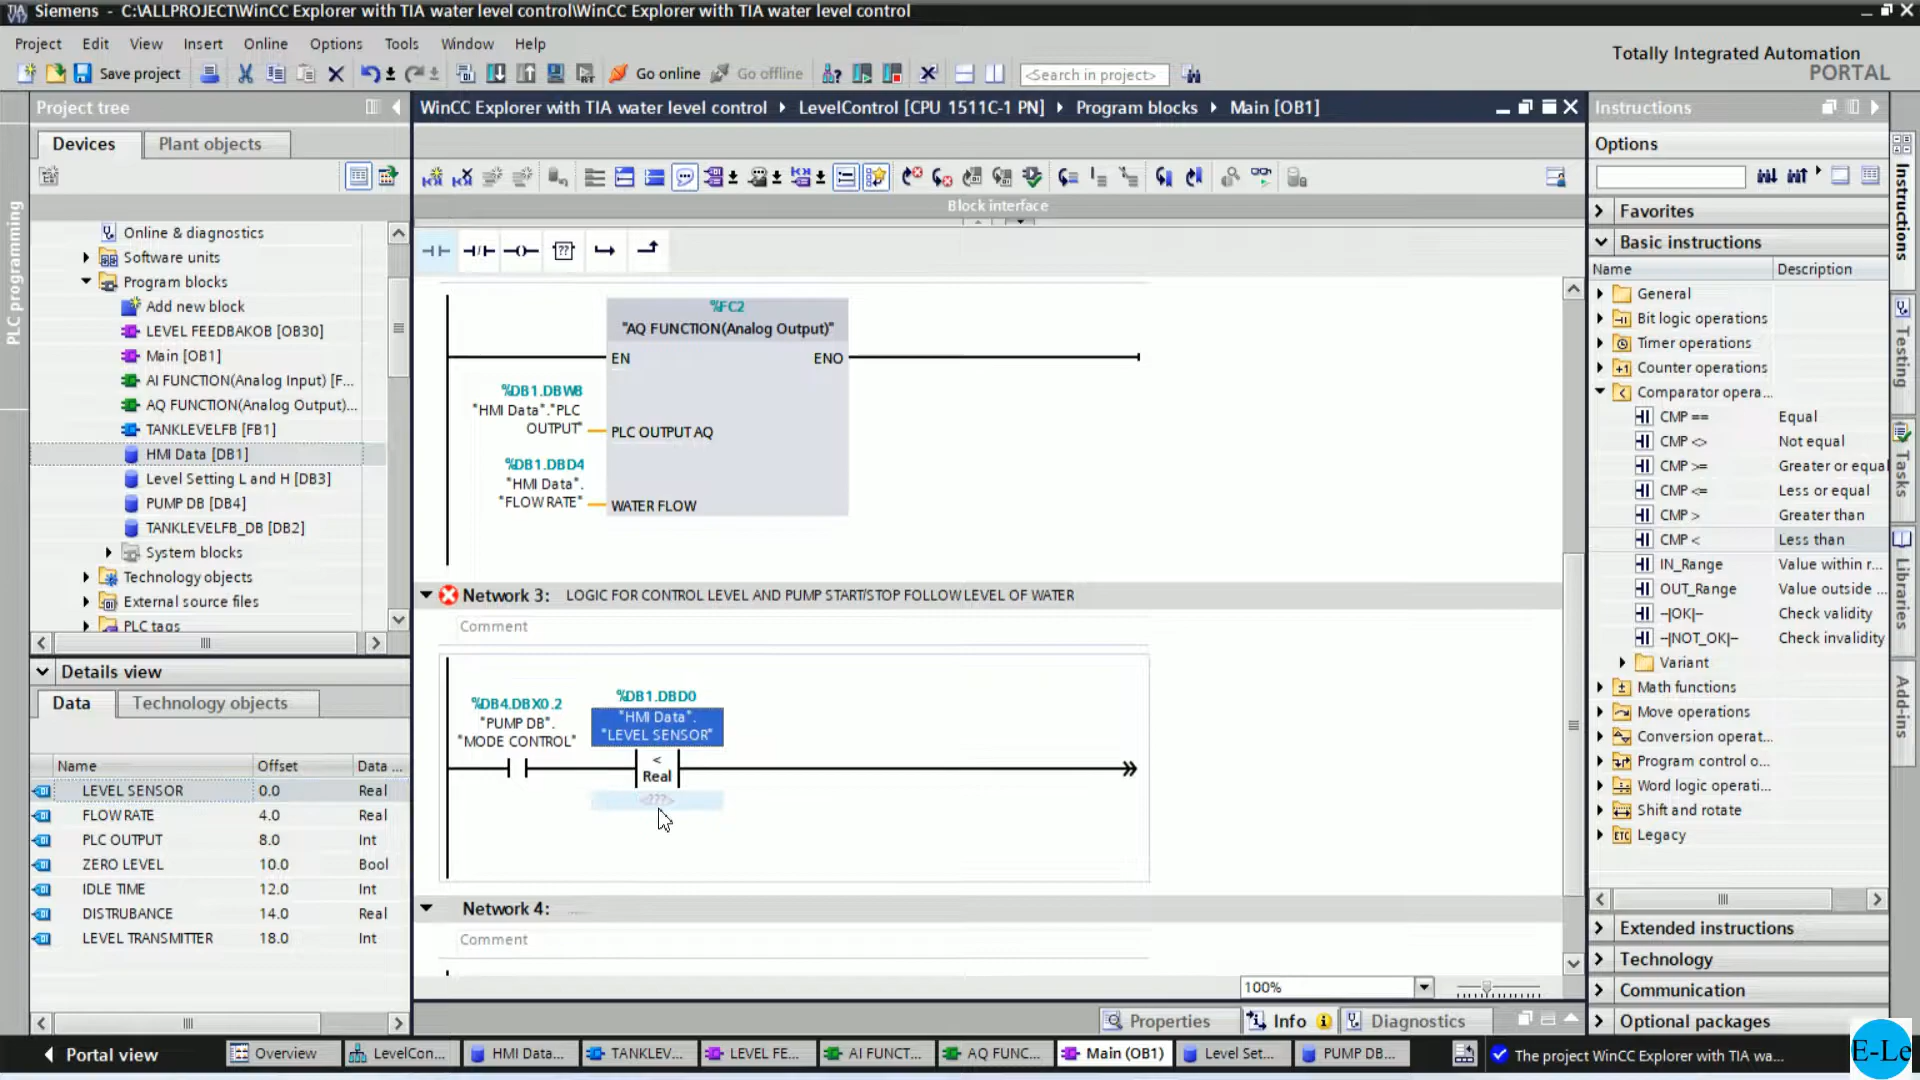 Siemens - C:\ALLPROJECT\WinCC Explorer with TIA water level control\WinCC Explorer with TIA water level control
Project Edit View Insert Online Options Tools Window Help
Totally Integrated Automation
PORTAL
Save project
Go online
Go offline
<Search in project>
Project tree
WinCC Explorer with TIA water level control
LevelControl [CPU 1511C-1 PN]
Program blocks
Main [OB1]
Instructions
Devices
Plant objects
Options
PLC programming
Block interface
Online & diagnostics
Software units
Program blocks
Add new block
LEVEL FEEDBAKOB [OB30]
Main [OB1]
AI FUNCTION(Analog Input) [F...
AQ FUNCTION(Analog Output)...
TANKLEVELFB [FB1]
HMI Data [DB1]
Level Setting L and H [DB3]
PUMP DB [DB4]
TANKLEVELFB_DB [DB2]
System blocks
Technology objects
External source files
PLC tags
Details view
Data
Technology objects
Name Offset Data ...
LEVEL SENSOR 0.0 Real
FLOW RATE 4.0 Real
PLC OUTPUT 8.0 Int
ZERO LEVEL 10.0 Bool
IDLE TIME 12.0 Int
DISTRUBANCE 14.0 Real
LEVEL TRANSMITTER 18.0 Int
%FC2
"AQ FUNCTION(Analog Output)"
EN ENO
%DB1.DBW8
"HMI Data"."PLC
OUTPUT"
PLC OUTPUT AQ
%DB1.DBD4
"HMI Data".
"FLOW RATE"
WATER FLOW
Network 3: LOGIC FOR CONTROL LEVEL AND PUMP START/STOP FOLLOW LEVEL OF WATER
Comment
%DB4.DBX0.2
"PUMP DB".
"MODE CONTROL"
%DB1.DBD0
"HMI Data".
"LEVEL SENSOR"
<
Real
<???>
Network 4:
Comment
100%
Properties
Info
Diagnostics
Favorites
Basic instructions
Name Description
General
Bit logic operations
Timer operations
Counter operations
Comparator opera...
CMP == Equal
CMP <> Not equal
CMP >= Greater or equal
CMP <= Less or equal
CMP > Greater than
CMP < Less than
IN_Range Value within r...
OUT_Range Value outside ...
-|OK|- Check validity
-|NOT_OK|- Check invalidity
Variant
Math functions
Move operations
Conversion operat...
Program control o...
Word logic operati...
Shift and rotate
Legacy
Extended instructions
Technology
Communication
Optional packages
Instructions
Testing
Tasks
Libraries
Add-ins
Portal view
Overview
LevelCon...
HMI Data...
TANKLEV...
LEVEL FE...
AI FUNCT...
AQ FUNC...
Main (OB1)
Level Set...
PUMP DB...
The project WinCC Explorer with TIA wa...
E-Le